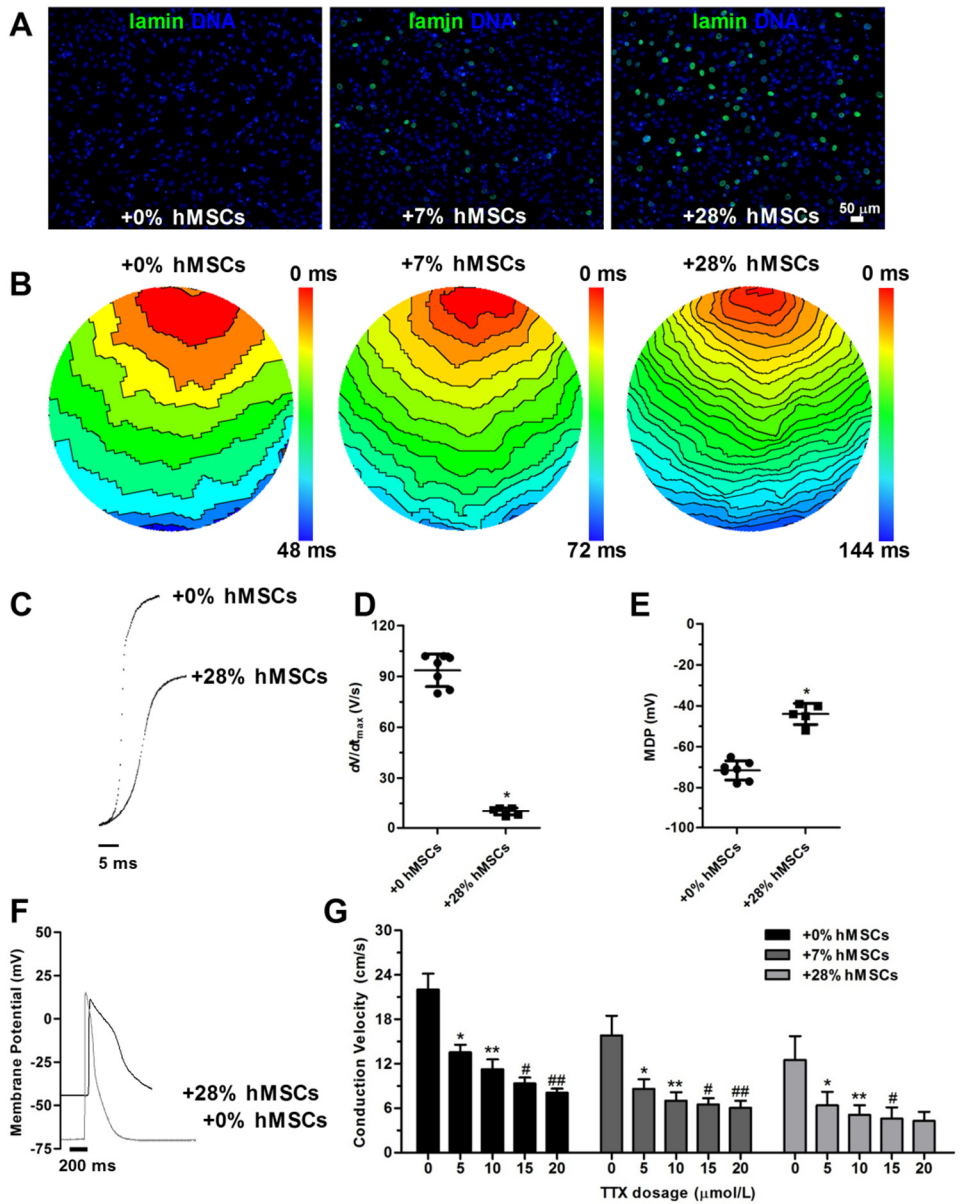 A
lamin DNA
lamin DNA
lamin DNA
+0% hMSCs
+7% hMSCs
+28% hMSCs
50 μm
B
+0% hMSCs
0 ms
+7% hMSCs
0 ms
+28% hMSCs
0 ms
48 ms
72 ms
144 ms
C
+0% hMSCs
+28% hMSCs
5 ms
D
dV/dtmax (V/s)
120
90
60
30
0
*
+0 hMSCs
+28% hMSCs
E
MDP (mV)
0
-20
-40
-60
-80
-100
*
+0% hMSCs
+28% hMSCs
F
Membrane Potential (mV)
50
25
0
-25
-50
-75
+28% hMSCs
+0% hMSCs
200 ms
G
Conduction Velocity (cm/s)
30
24
18
12
6
0
+0% hMSCs
+7% hMSCs
+28% hMSCs
* ** # ##
* ** # ##
* ** #
0 5 10 15 20 0 5 10 15 20 0 5 10 15 20
TTX dosage (μmol/L)